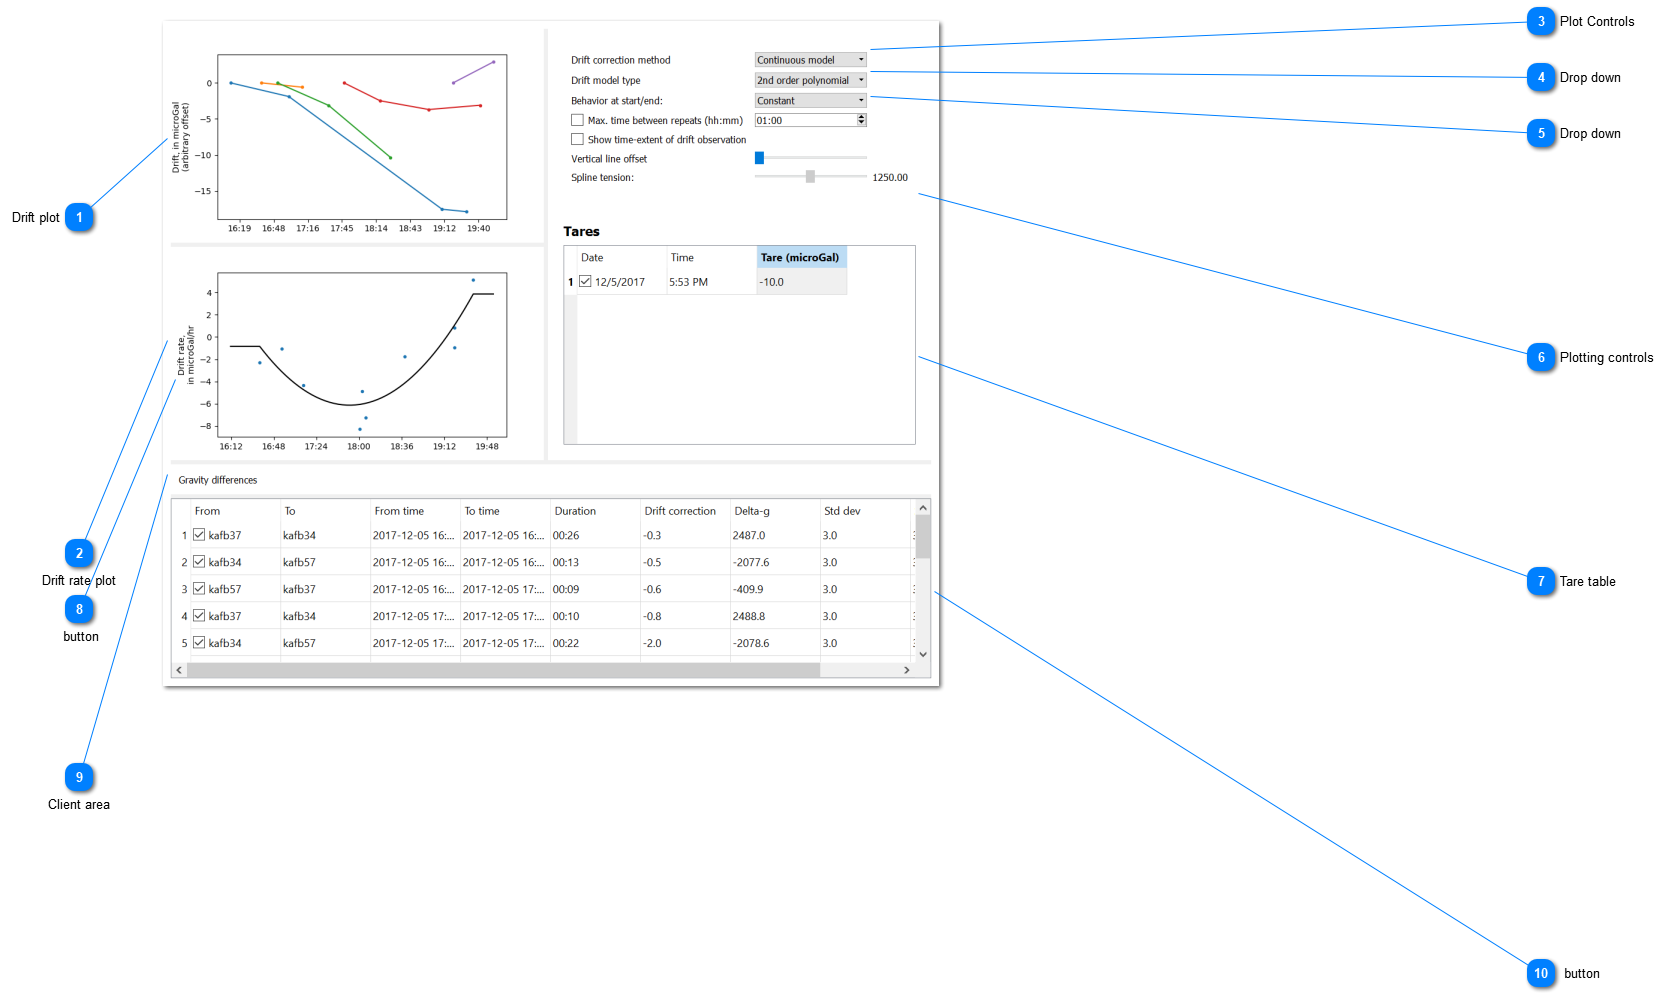 3 Plot Controls
4 Drop down
5 Drop down
Drift plot 1
6 Plotting controls
2
Drift rate plot
7 Tare table
8
button
9
Client area
10 button
Drift, in microGal
(arbitrary offset)
0
−5
−10
−15
16:19 16:48 17:16 17:45 18:14 18:43 19:12 19:40
Drift rate,
in microGal/hr
4
2
0
−2
−4
−6
−8
16:12 16:48 17:24 18:00 18:36 19:12 19:48
Drift correction method Continuous model
Drift model type 2nd order polynomial
Behavior at start/end: Constant
Max. time between repeats (hh:mm) 01:00
Show time-extent of drift observation
Vertical line offset
Spline tension: 1250.00
Tares
Date Time Tare (microGal)
1 12/5/2017 5:53 PM -10.0
Gravity differences
From To From time To time Duration Drift correction Delta-g Std dev
1 kafb37 kafb34 2017-12-05 16:... 2017-12-05 16:... 00:26 -0.3 2487.0 3.0
2 kafb34 kafb57 2017-12-05 16:... 2017-12-05 16:... 00:13 -0.5 -2077.6 3.0
3 kafb57 kafb37 2017-12-05 16:... 2017-12-05 17:... 00:09 -0.6 -409.9 3.0
4 kafb37 kafb34 2017-12-05 17:... 2017-12-05 17:... 00:10 -0.8 2488.8 3.0
5 kafb34 kafb57 2017-12-05 17:... 2017-12-05 17:... 00:22 -2.0 -2078.6 3.0